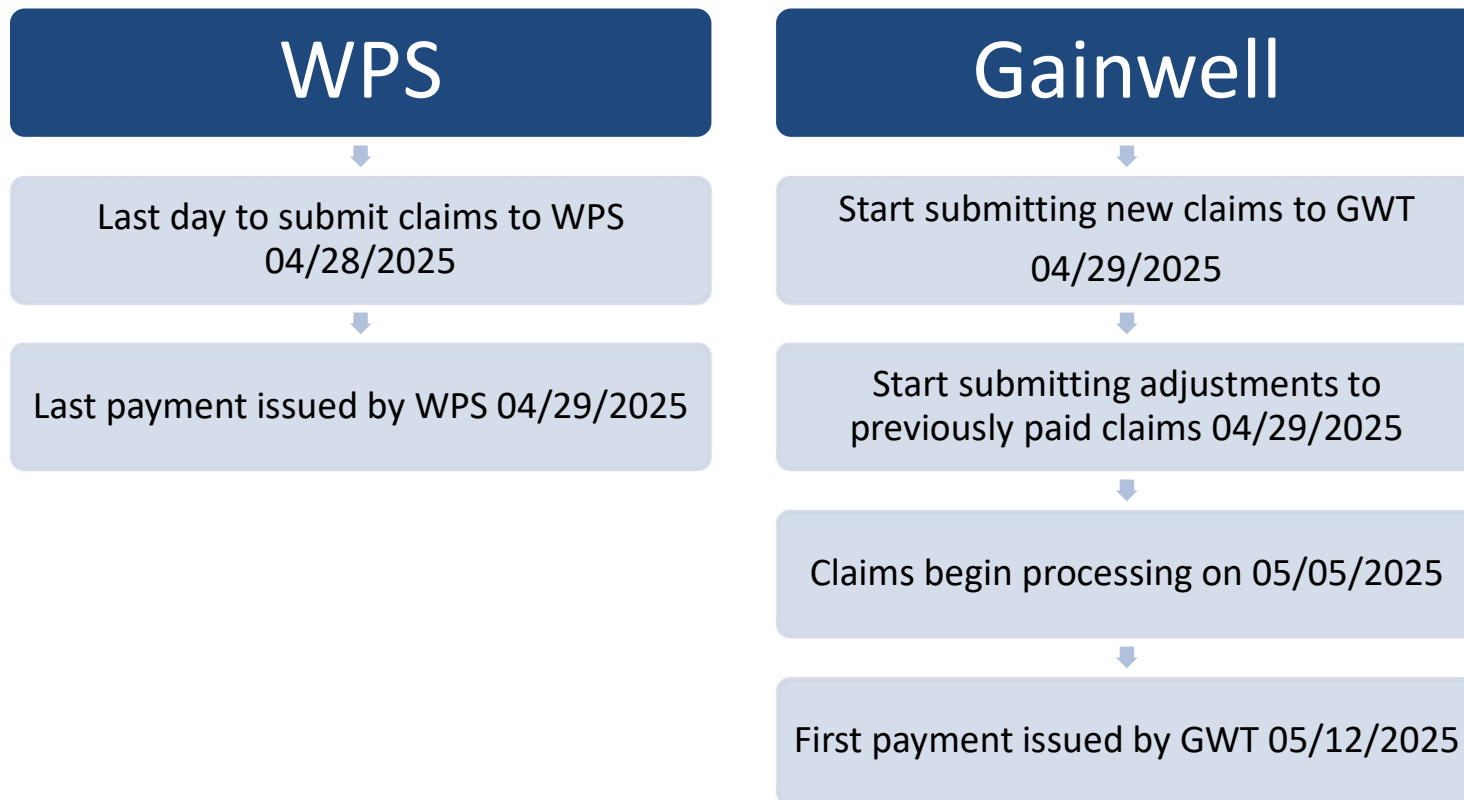 WPS
Last day to submit claims to WPS
04/28/2025
Last payment issued by WPS 04/29/2025
Gainwell
Start submitting new claims to GWT
04/29/2025
Start submitting adjustments to
previously paid claims 04/29/2025
Claims begin processing on 05/05/2025
First payment issued by GWT 05/12/2025